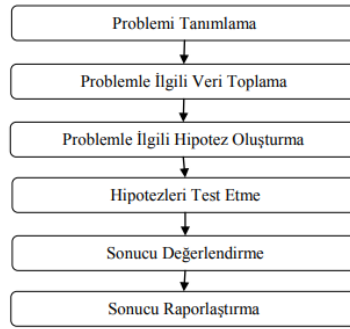 Problemi Tanımlama
Problemle İlgili Veri Toplama
Problemle İlgili Hipotez Oluşturma
Hipotezleri Test Etme
Sonucu Değerlendirme
Sonucu Raporlaştırma